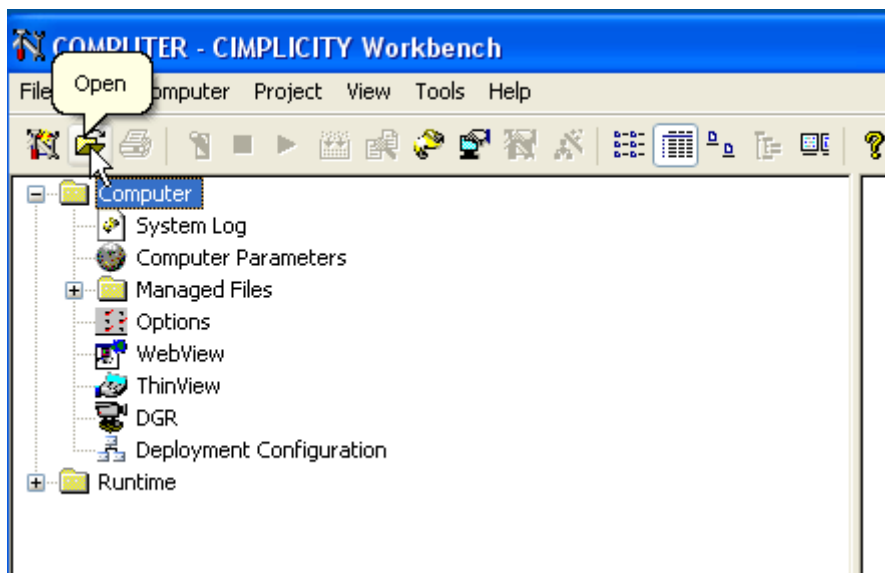 COMPUTER - CIMPLICITY Workbench
File Computer Project View Tools Help
Open
Computer
System Log
Computer Parameters
Managed Files
Options
WebView
ThinView
DGR
Deployment Configuration
Runtime